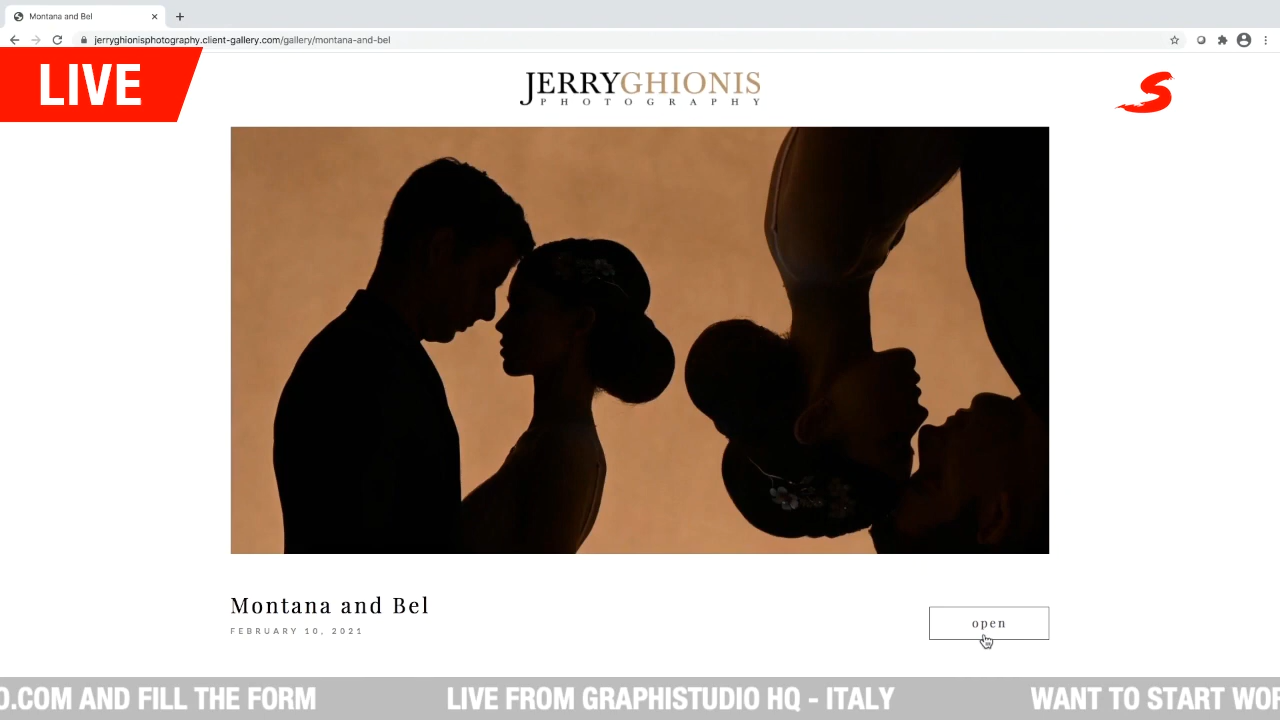 Montana and Bel
jerryghionisphotography.client-gallery.com/gallery/montana-and-bel
LIVE
JERRYGHIONIS
PHOTOGRAPHY
S
Montana and Bel
FEBRUARY 10, 2021
open
O.COM AND FILL THE FORM
LIVE FROM GRAPHISTUDIO HQ - ITALY
WANT TO START WOR